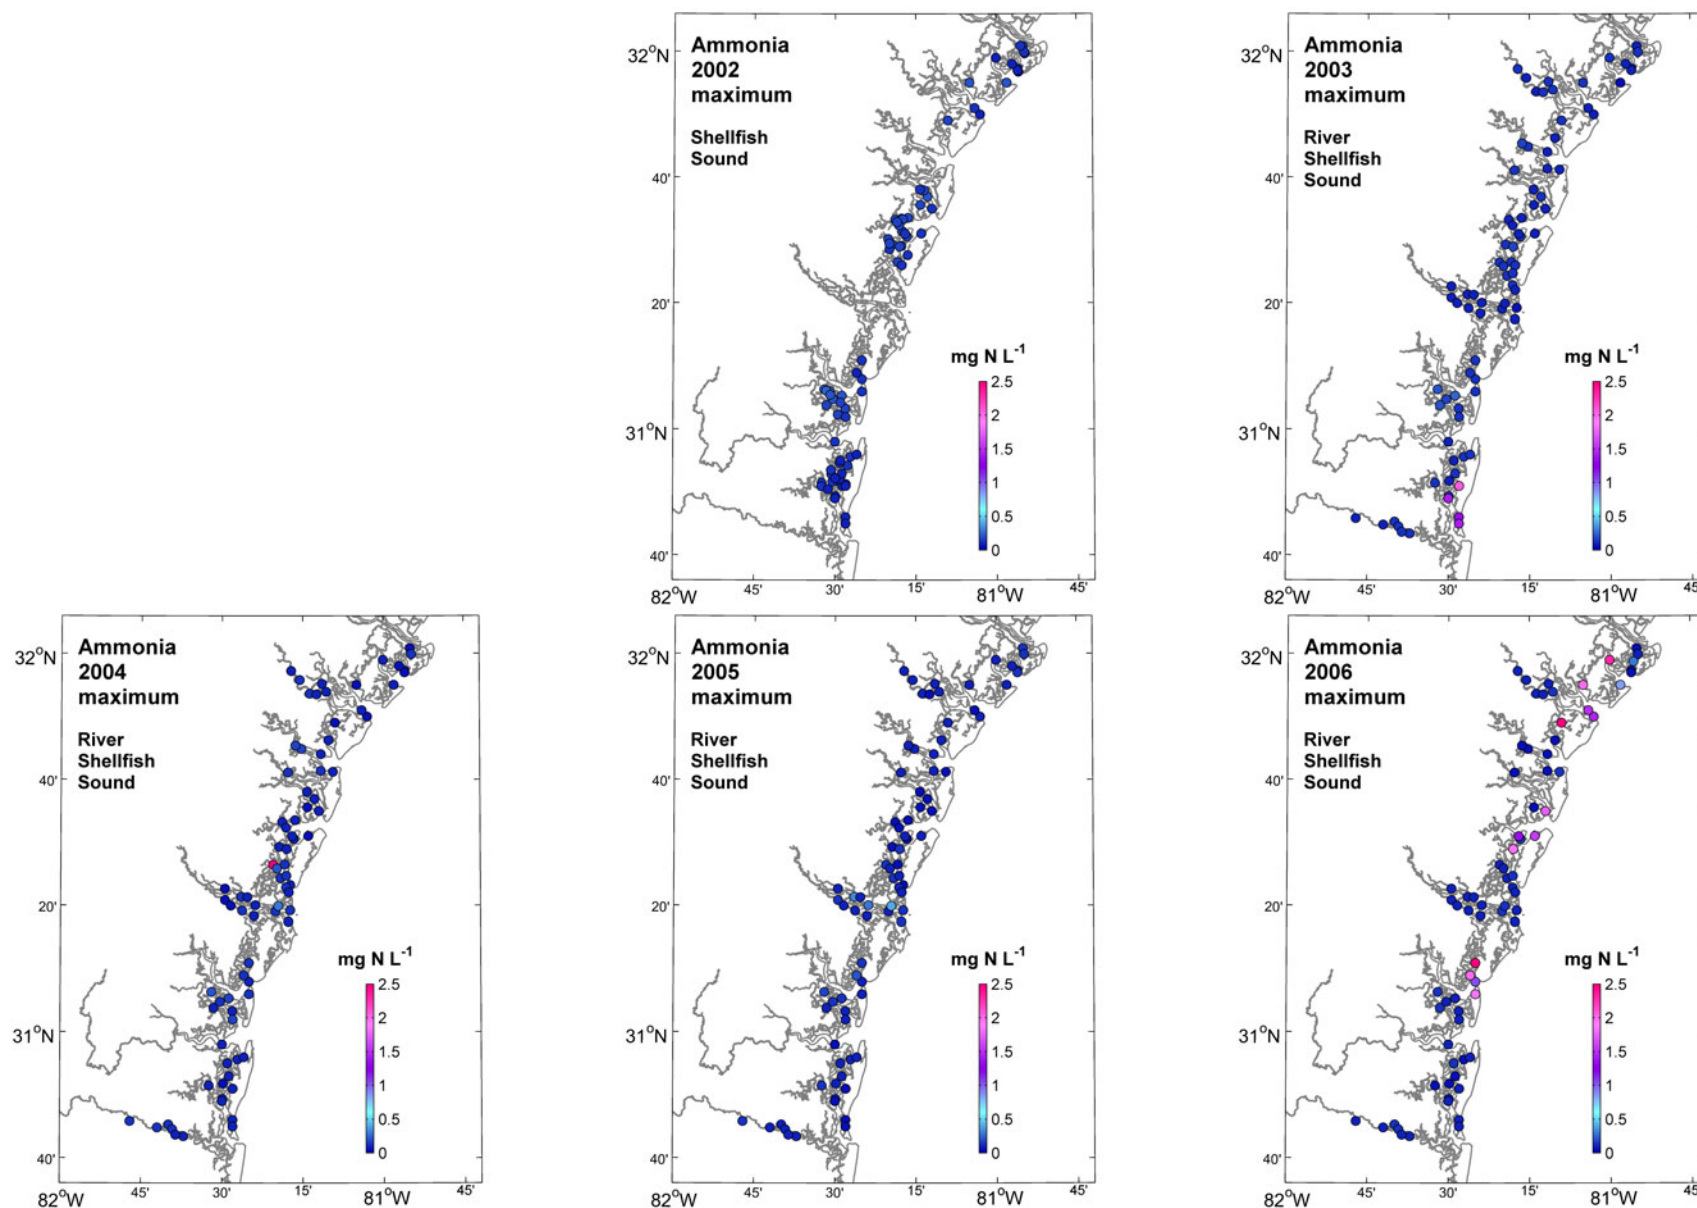 Ammonia
2002
maximum
Shellfish
Sound
32°N
40'
20'
31°N
40'
82°W
45'
30'
15'
81°W
45'
mg N L-1
2.5
2
1.5
1
0.5
0
Ammonia
2003
maximum
River
Shellfish
Sound
32°N
40'
20'
31°N
40'
82°W
45'
30'
15'
81°W
45'
mg N L-1
2.5
2
1.5
1
0.5
0
Ammonia
2004
maximum
River
Shellfish
Sound
32°N
40'
20'
31°N
40'
82°W
45'
30'
15'
81°W
45'
mg N L-1
2.5
2
1.5
1
0.5
0
Ammonia
2005
maximum
River
Shellfish
Sound
32°N
40'
20'
31°N
40'
82°W
45'
30'
15'
81°W
45'
mg N L-1
2.5
2
1.5
1
0.5
0
Ammonia
2006
maximum
River
Shellfish
Sound
32°N
40'
20'
31°N
40'
82°W
45'
30'
15'
81°W
45'
mg N L-1
2.5
2
1.5
1
0.5
0